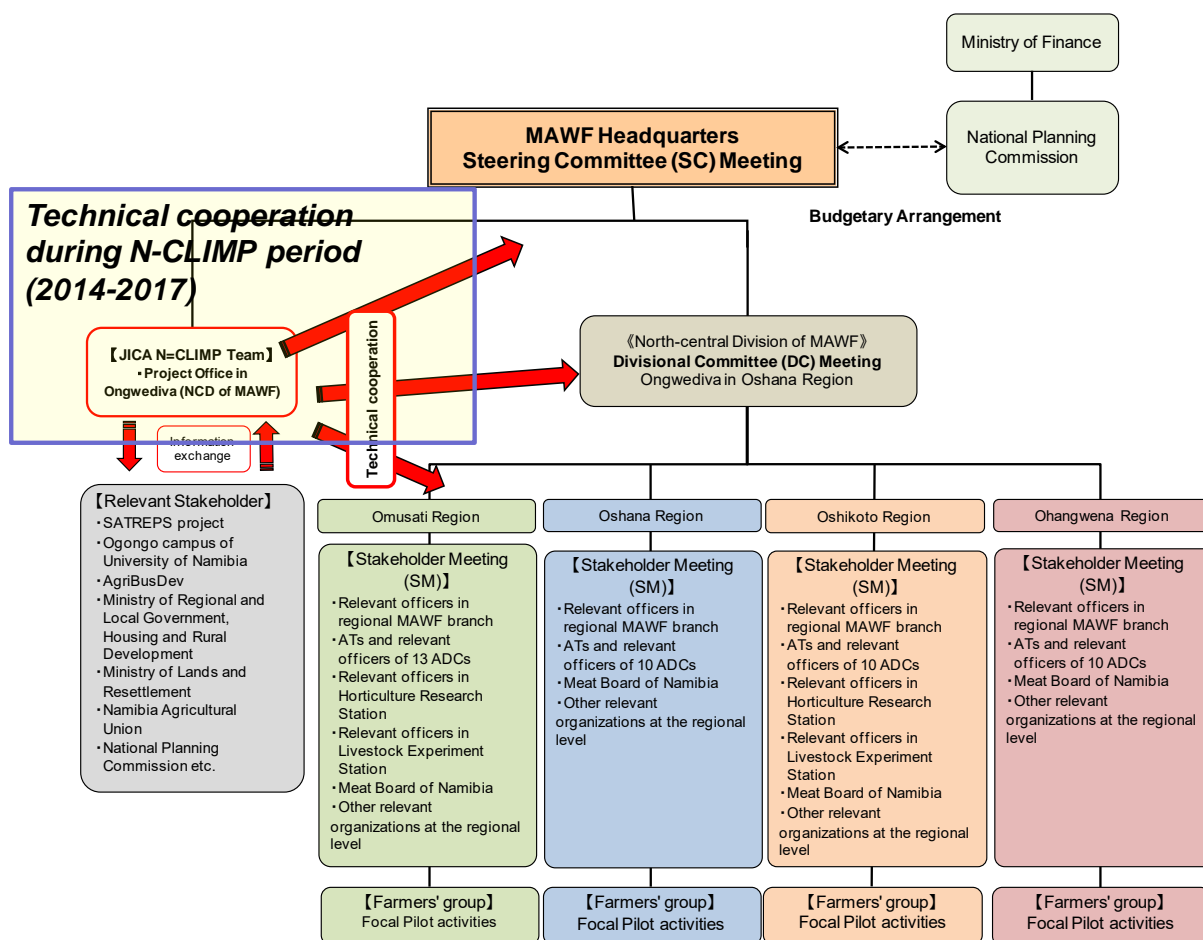 Ministry of Finance
MAWF Headquarters
Steering Committee (SC) Meeting
National Planning
Commission
Budgetary Arrangement
Technical cooperation
during N-CLIMP period
(2014-2017)
【JICA N=CLIMP Team】
・Project Office in
Ongwediva (NCD of MAWF)
Technical cooperation
《North-central Division of MAWF》
Divisional Committee (DC) Meeting
Ongwediva in Oshana Region
Information
exchange
【Relevant Stakeholder】
・SATREPS project
・Ogongo campus of
University of Namibia
・AgriBusDev
・Ministry of Regional and
Local Government,
Housing and Rural
Development
・Ministry of Lands and
Resettlement
・Namibia Agricultural
Union
・National Planning
Commission etc.
Omusati Region
【Stakeholder Meeting
(SM)】
・Relevant officers in
regional MAWF branch
・ATs and relevant
officers of 13 ADCs
・Relevant officers in
Horticulture Research
Station
・Relevant officers in
Livestock Experiment
Station
・Meat Board of Namibia
・Other relevant
organizations at the regional
level
【Farmers' group】
Focal Pilot activities
Oshana Region
【Stakeholder Meeting
(SM)】
・Relevant officers in
regional MAWF branch
・ATs and relevant
officers of 10 ADCs
・Meat Board of Namibia
・Other relevant
organizations at the regional
level
【Farmers' group】
Focal Pilot activities
Oshikoto Region
【Stakeholder Meeting
(SM)】
・Relevant officers in
regional MAWF branch
・ATs and relevant
officers of 10 ADCs
・Relevant officers in
Horticulture Research
Station
・Relevant officers in
Livestock Experiment
Station
・Meat Board of Namibia
・Other relevant
organizations at the regional
level
【Farmers' group】
Focal Pilot activities
Ohangwena Region
【Stakeholder Meeting
(SM)】
・Relevant officers in
regional MAWF branch
・ATs and relevant
officers of 10 ADCs
・Meat Board of Namibia
・Other relevant
organizations at the regional
level
【Farmers' group】
Focal Pilot activities